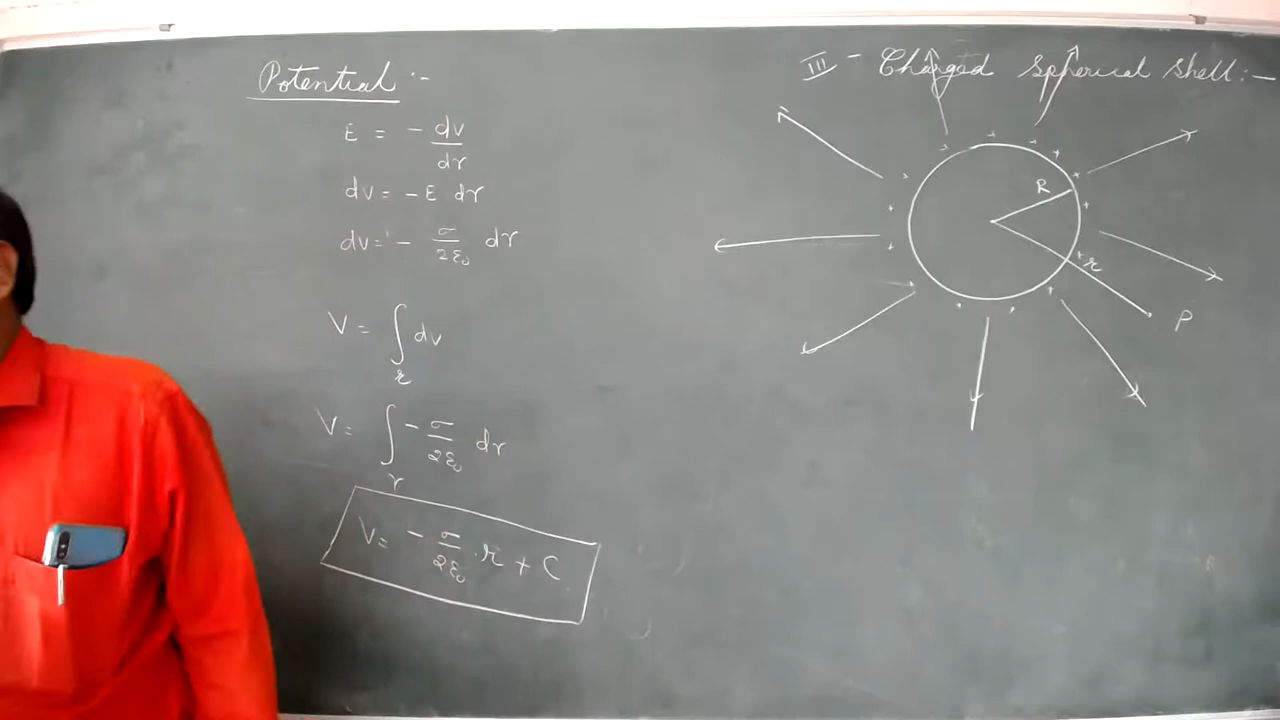 Potential :-
E = - dv/dr
dv = - E dr
dv = - σ/2ε₀ dr
V = ∫r dv
V = ∫r - σ/2ε₀ dr
V = - σ/2ε₀ · r + C
III - Charged Spherical Shell :-
R
r
P